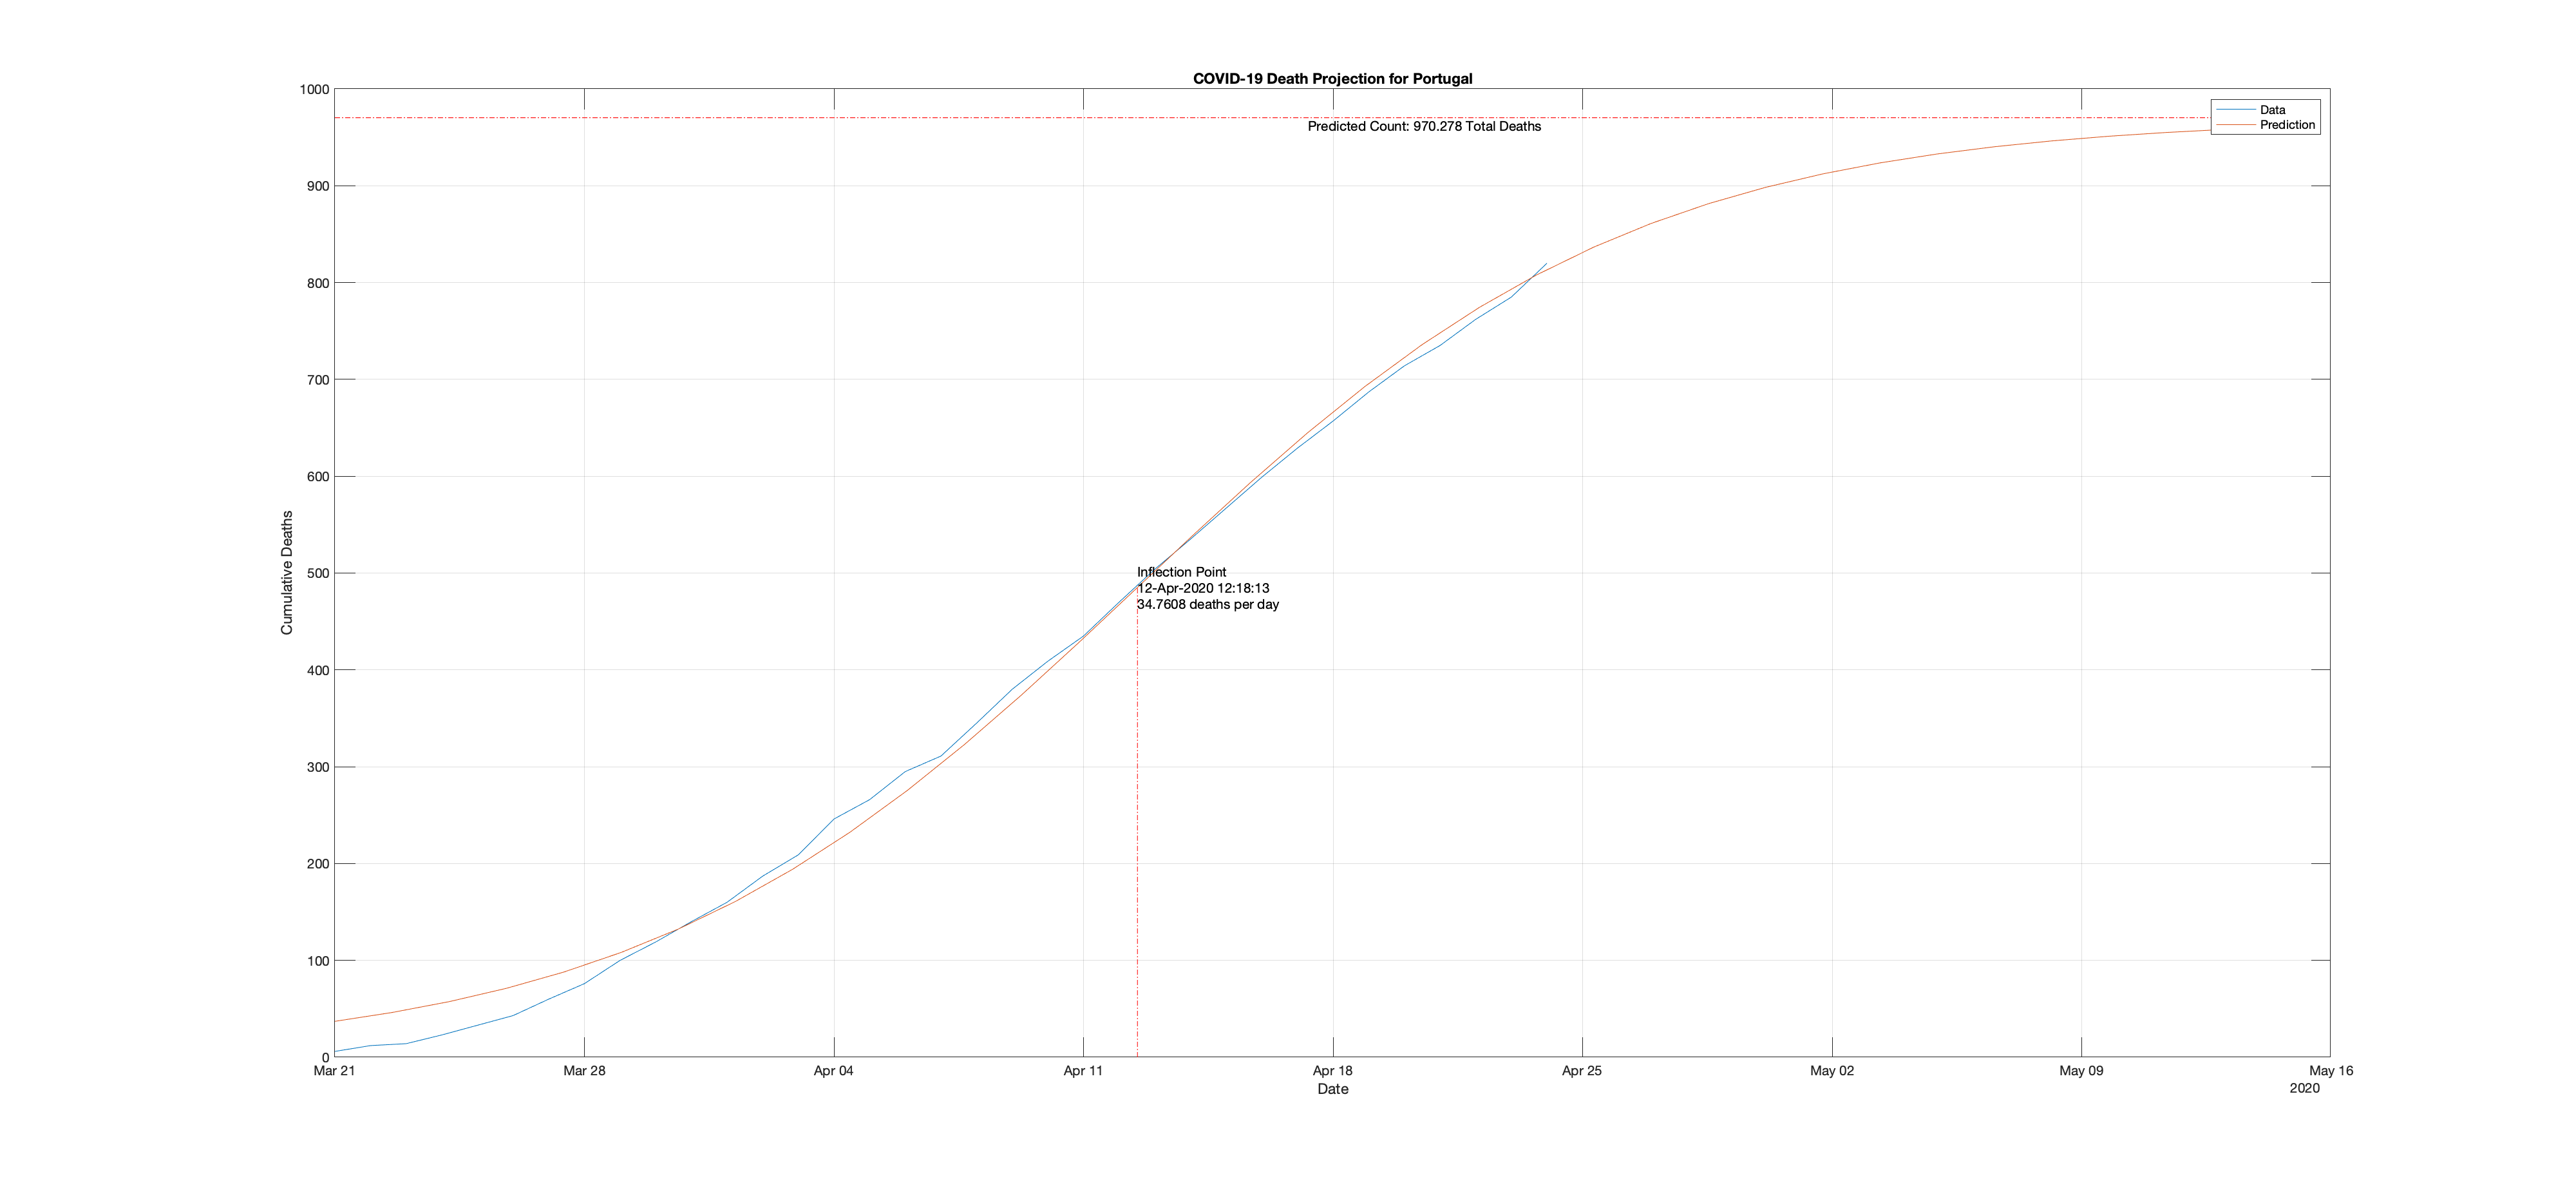 COVID-19 Death Projection for Portugal
1000
900
800
700
600
500
400
300
200
100
0
Cumulative Deaths
Predicted Count: 970.278 Total Deaths
Data
Prediction
Inflection Point
12-Apr-2020 12:18:13
34.7608 deaths per day
Mar 21
Mar 28
Apr 04
Apr 11
Apr 18
Apr 25
May 02
May 09
May 16
Date
2020